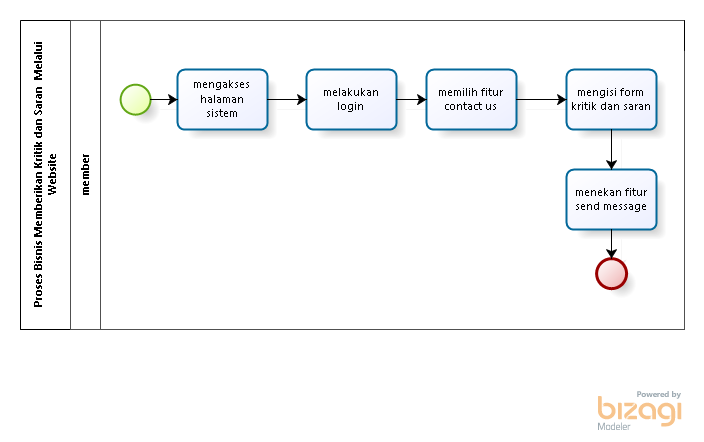 Proses Bisnis Memberikan Kritik dan Saran Melalui
Website
member
mengakses
halaman
sistem
melakukan
login
memilih fitur
contact us
mengisi form
kritik dan saran
menekan fitur
send message
Powered by
bizagi
Modeler